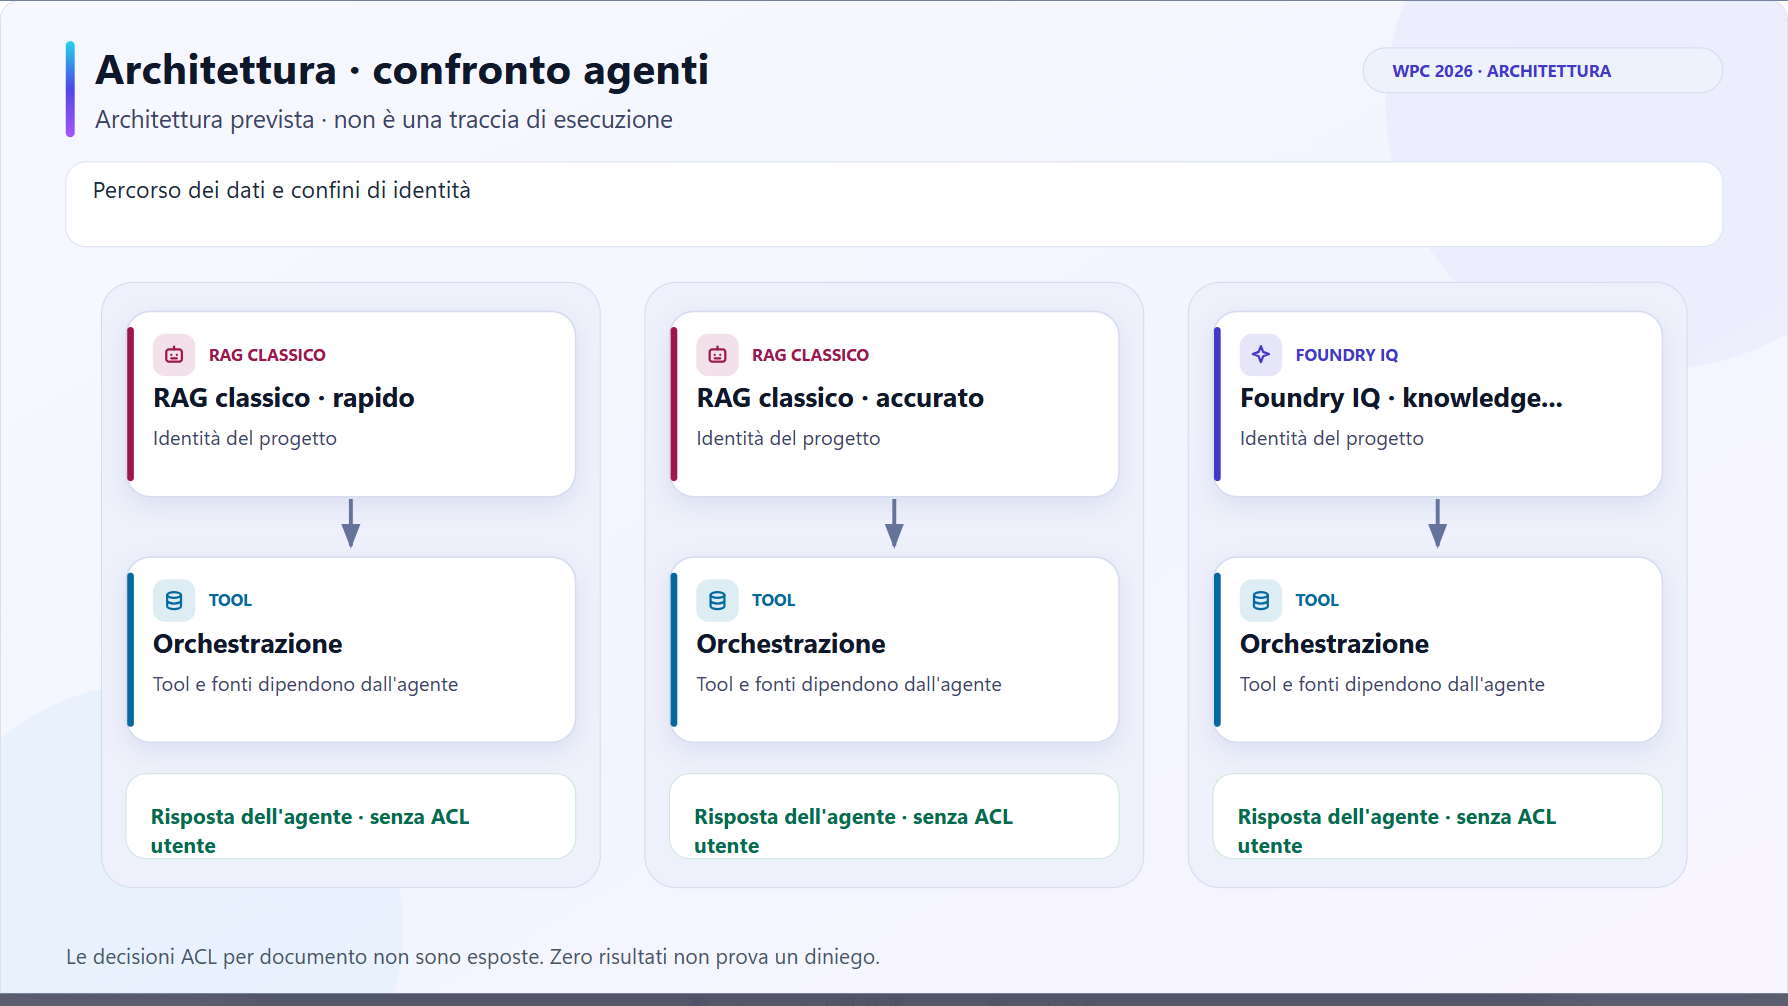 Architettura · confronto agenti
WPC 2026 · ARCHITETTURA
Architettura prevista · non è una traccia di esecuzione
Percorso dei dati e confini di identità
RAG CLASSICO
RAG classico · rapido
Identità del progetto
TOOL
Orchestrazione
Tool e fonti dipendono dall'agente
Risposta dell'agente · senza ACL
utente
RAG CLASSICO
RAG classico · accurato
Identità del progetto
TOOL
Orchestrazione
Tool e fonti dipendono dall'agente
Risposta dell'agente · senza ACL
utente
FOUNDRY IQ
Foundry IQ · knowledge...
Identità del progetto
TOOL
Orchestrazione
Tool e fonti dipendono dall'agente
Risposta dell'agente · senza ACL
utente
Le decisioni ACL per documento non sono esposte. Zero risultati non prova un diniego.